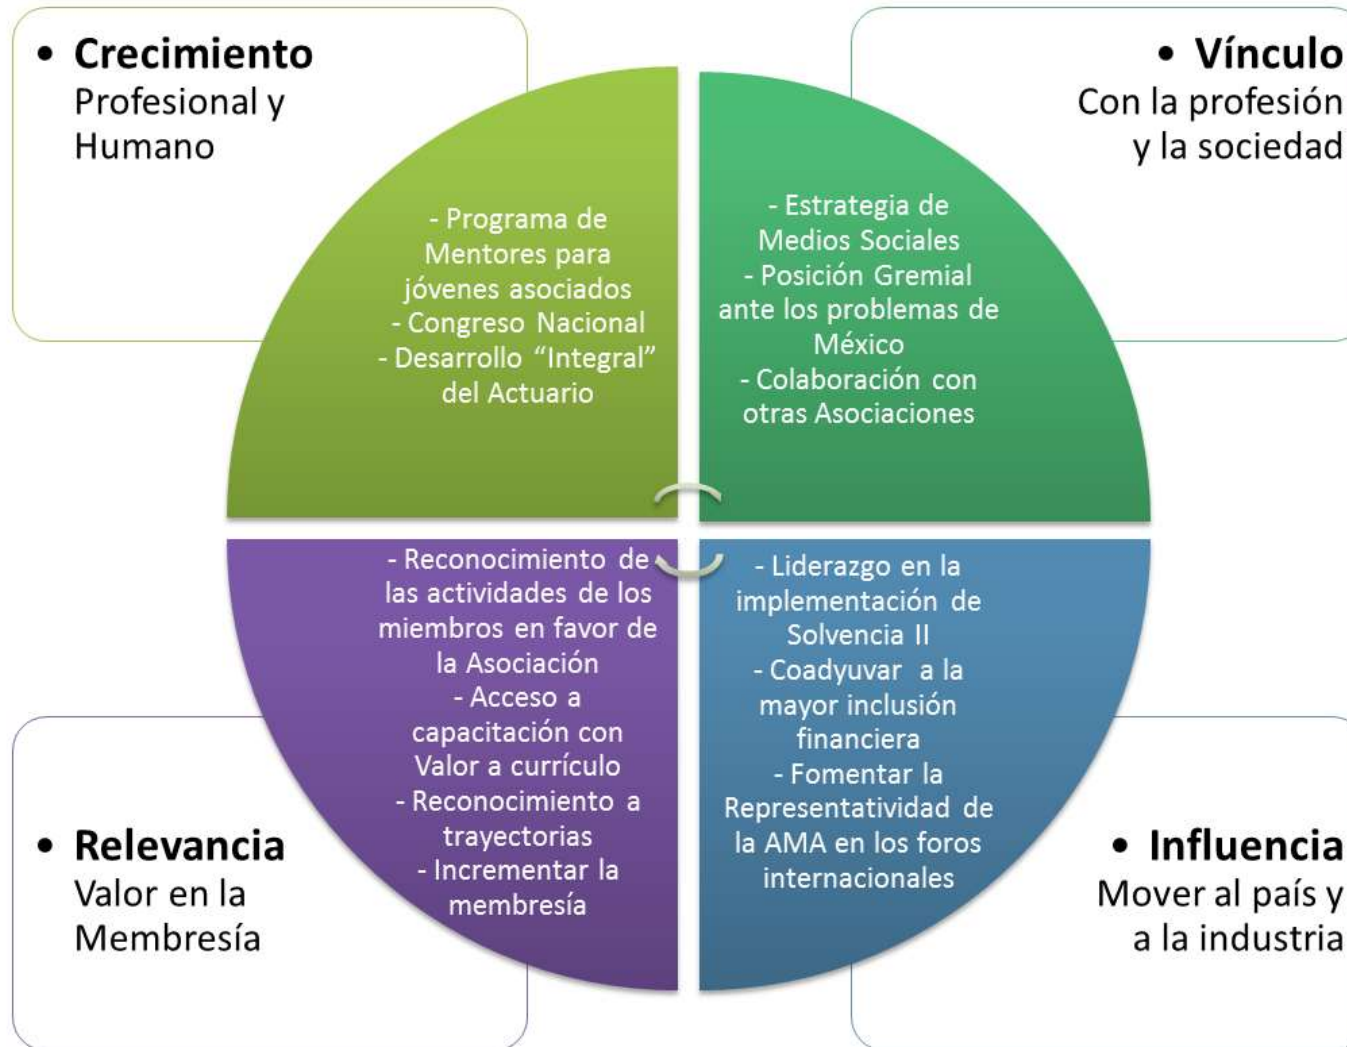 • Crecimiento
Profesional y
Humano
• Vínculo
Con la profesión
y la sociedad
- Programa de
Mentores para
jóvenes asociados
- Congreso Nacional
- Desarrollo “Integral”
del Actuario
- Estrategia de
Medios Sociales
- Posición Gremial
ante los problemas de
México
- Colaboración con
otras Asociaciones
- Reconocimiento de
las actividades de los
miembros en favor de
la Asociación
- Acceso a
capacitación con
Valor a currículo
- Reconocimiento a
trayectorias
- Incrementar la
membresía
- Liderazgo en la
implementación de
Solvencia II
- Coadyuvar a la
mayor inclusión
financiera
- Fomentar la
Representatividad de
la AMA en los foros
internacionales
• Relevancia
Valor en la
Membresía
• Influencia
Mover al país y
a la industria